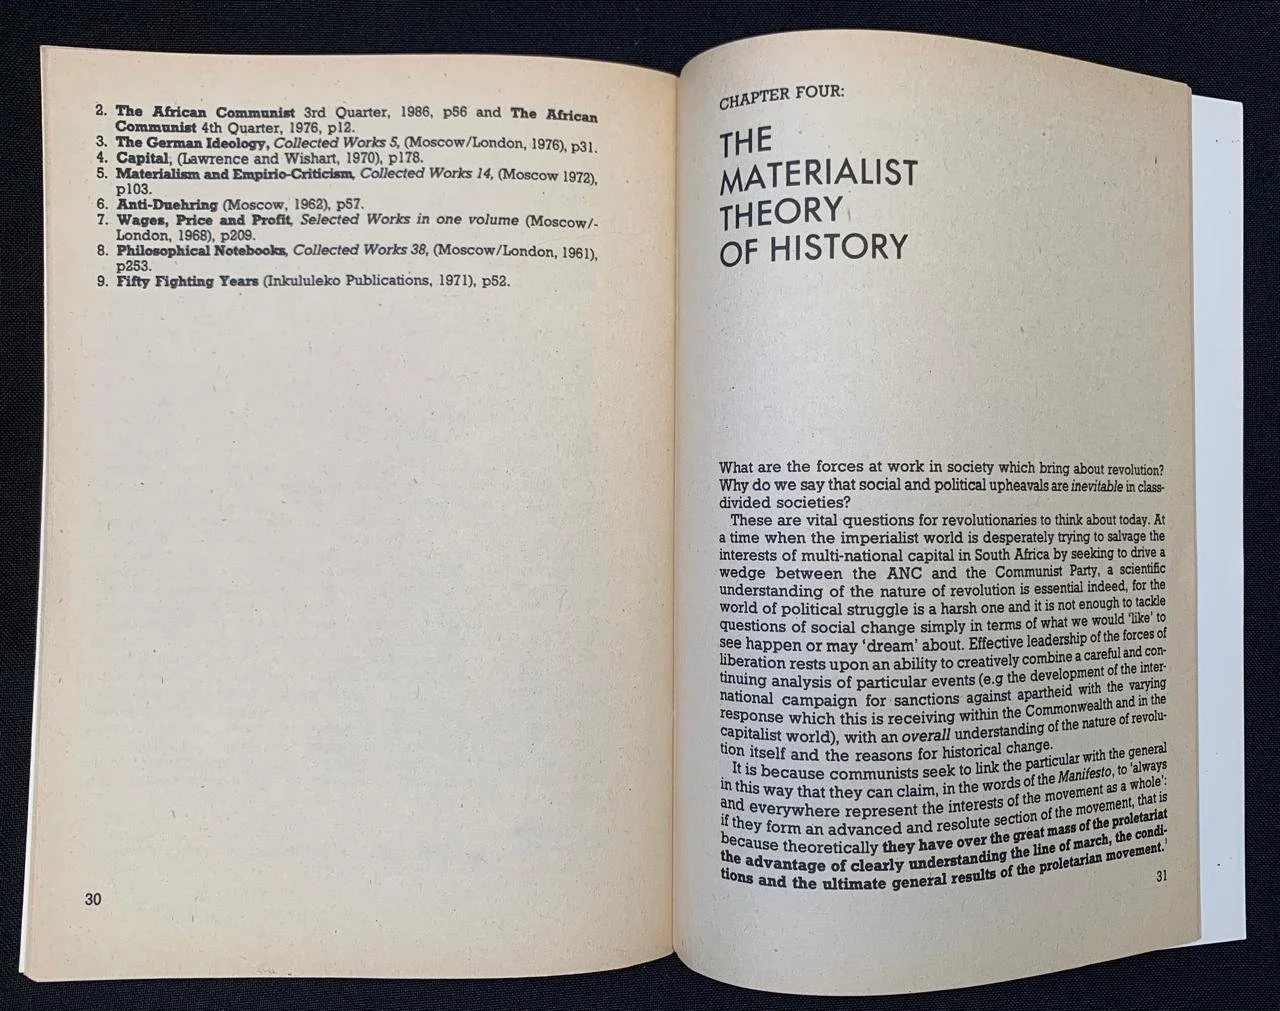 2. The African Communist 3rd Quarter, 1986, p56 and The African
Communist 4th Quarter, 1976, p12.
3. The German Ideology, Collected Works 5, (Moscow/London, 1976), p31.
4. Capital, (Lawrence and Wishart, 1970), p178.
5. Materialism and Empirio-Criticism, Collected Works 14, (Moscow 1972),
p103.
6. Anti-Duehring (Moscow, 1962), p57.
7. Wages, Price and Profit, Selected Works in one volume (Moscow/-
London, 1968), p209.
8. Philosophical Notebooks, Collected Works 38, (Moscow/London, 1961),
p253.
9. Fifty Fighting Years (Inkululeko Publications, 1971), p52.
30
CHAPTER FOUR:
THE
MATERIALIST
THEORY
OF HISTORY
What are the forces at work in society which bring about revolution?
Why do we say that social and political upheavals are inevitable in class-
divided societies?
These are vital questions for revolutionaries to think about today. At
a time when the imperialist world is desperately trying to salvage the
interests of multi-national capital in South Africa by seeking to drive a
wedge between the ANC and the Communist Party, a scientific
understanding of the nature of revolution is essential indeed, for the
world of political struggle is a harsh one and it is not enough to tackle
questions of social change simply in terms of what we would 'like' to
see happen or may 'dream' about. Effective leadership of the forces of
liberation rests upon an ability to creatively combine a careful and con-
tinuing analysis of particular events (e.g the development of the inter-
national campaign for sanctions against apartheid with the varying
response which this is receiving within the Commonwealth and in the
capitalist world), with an overall understanding of the nature of revolu-
tion itself and the reasons for historical change.
It is because communists seek to link the particular with the general
in this way that they can claim, in the words of the Manifesto, to 'always
and everywhere represent the interests of the movement as a whole':
if they form an advanced and resolute section of the movement, that is
because theoretically they have over the great mass of the proletariat
the advantage of clearly understanding the line of march, the condi-
tions and the ultimate general results of the proletarian movement.¹
31